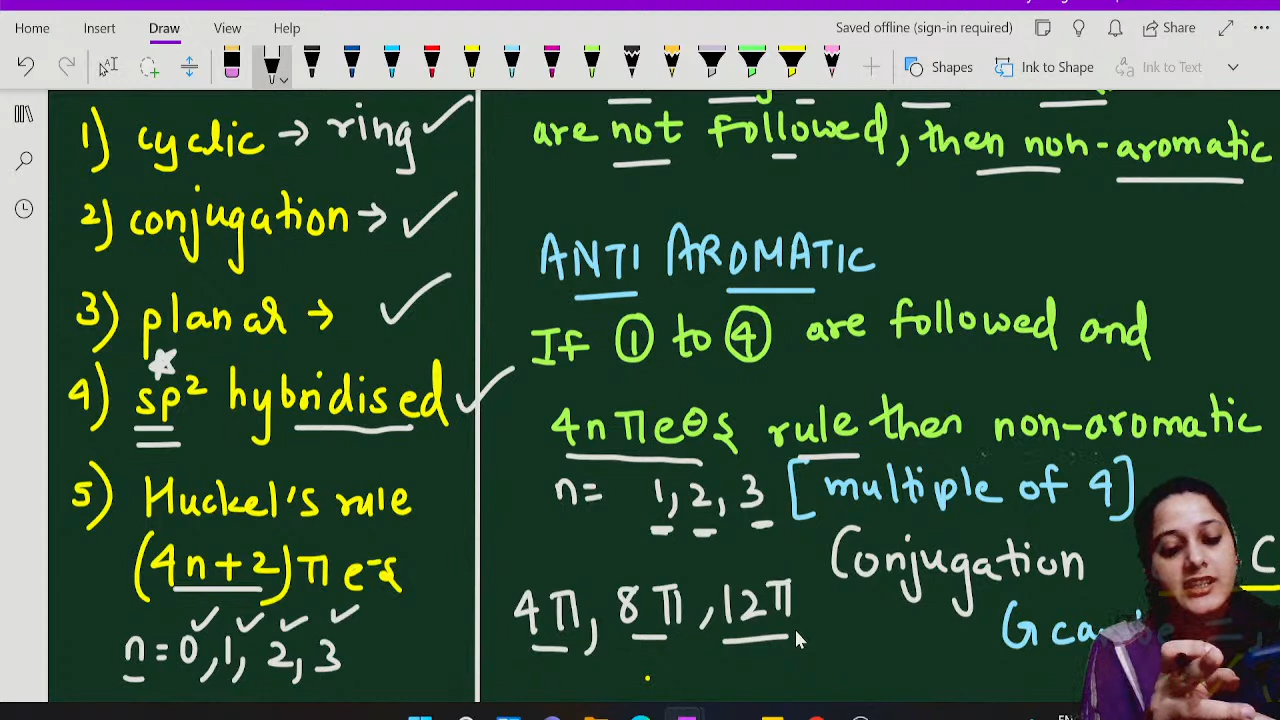 Home Insert Draw View Help
Saved offline (sign-in required) Share
Shapes Ink to Shape Ink to Text
1) cyclic → ring ✓
2) conjugation → ✓
3) planar → ✓
4) sp² hybridised ✓
5) Huckel's rule
(4n+2) π e-s
n = 0, 1, 2, 3
are not followed, then non-aromatic
ANTI AROMATIC
If ① to ④ are followed and
4n π e⊖s rule then non-aromatic
n = 1, 2, 3 [multiple of 4]
4π, 8π, 12π
Conjugation
G